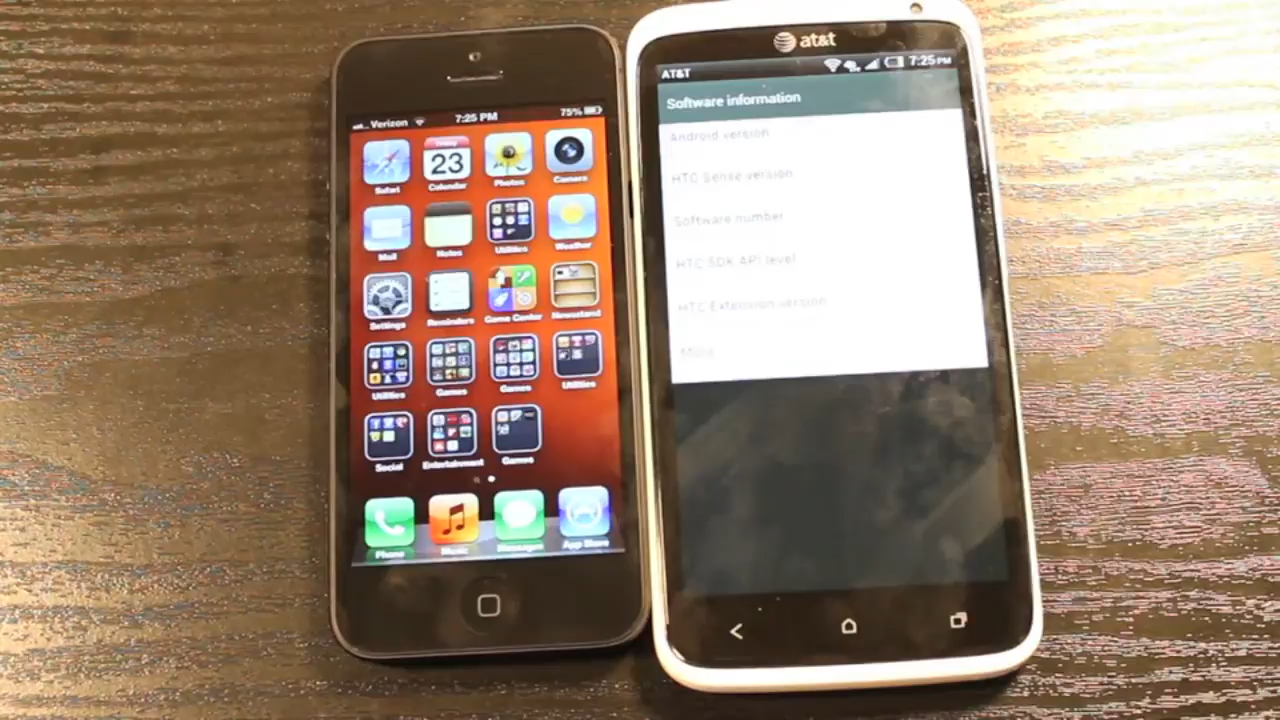 Verizon 7:25 PM 75%
Friday
23
Safari Calendar Photos Camera
Mail Notes Utilities Weather
Settings Reminders Game Center Newsstand
Utilities Games Games Utilities
Social Entertainment Games
Phone Music Messages App Store
at&t
AT&T 7:25 PM
Software information
Android version
HTC Sense version
Software number
HTC SDK API level
HTC Extension version
More